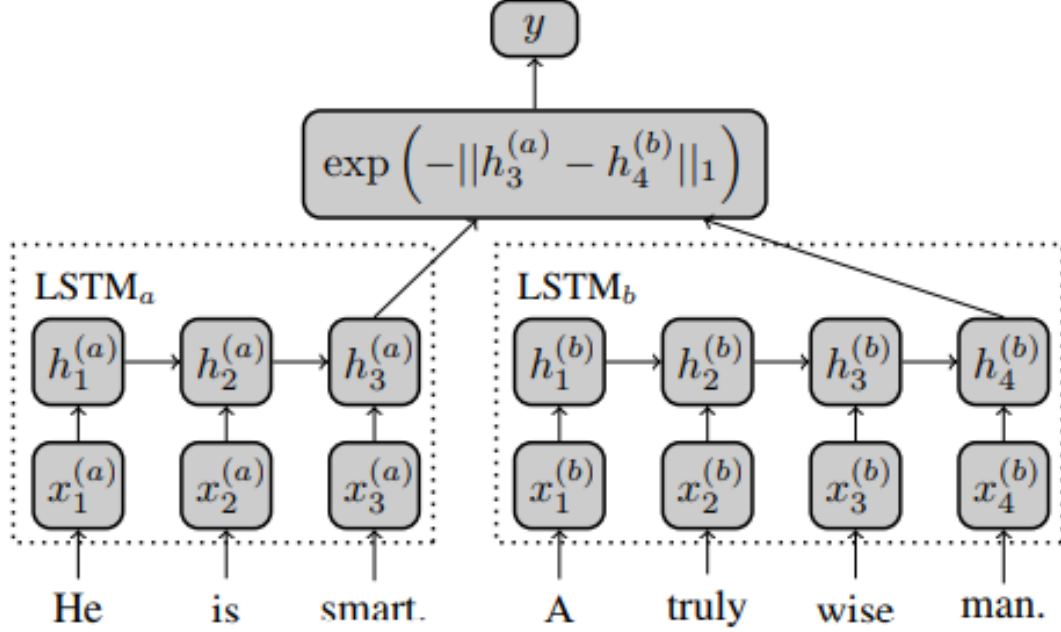 y
exp (−||h₃⁽ᵃ⁾ − h₄⁽ᵇ⁾||₁)
LSTMₐ LSTM_b
h₁⁽ᵃ⁾ h₂⁽ᵃ⁾ h₃⁽ᵃ⁾ h₁⁽ᵇ⁾ h₂⁽ᵇ⁾ h₃⁽ᵇ⁾ h₄⁽ᵇ⁾
x₁⁽ᵃ⁾ x₂⁽ᵃ⁾ x₃⁽ᵃ⁾ x₁⁽ᵇ⁾ x₂⁽ᵇ⁾ x₃⁽ᵇ⁾ x₄⁽ᵇ⁾
He is smart. A truly wise man.